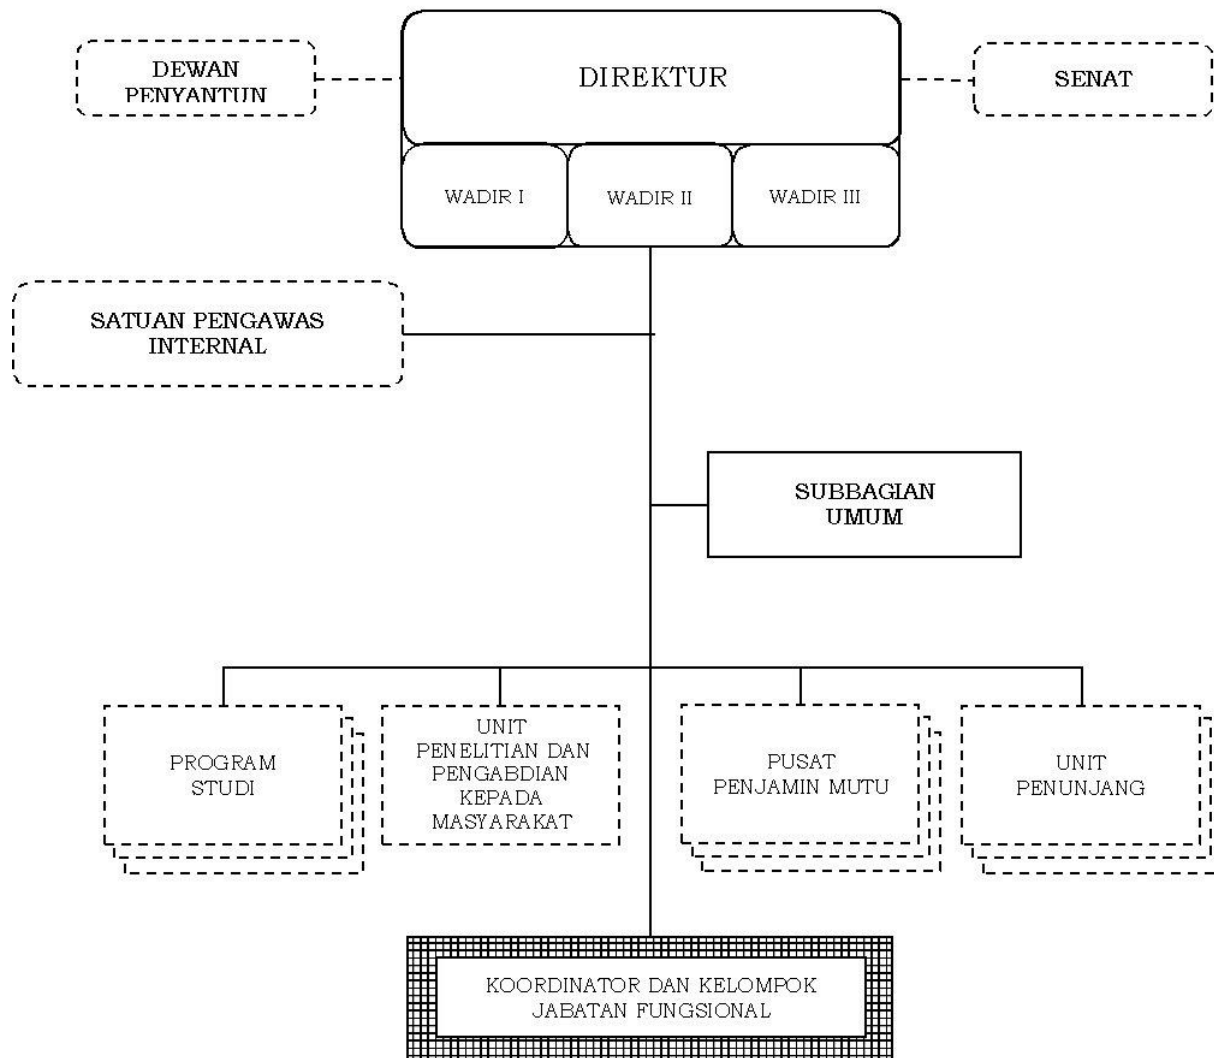 DEWAN
PENYANTUN
DIREKTUR
SENAT
WADIR I
WADIR II
WADIR III
SATUAN PENGAWAS
INTERNAL
SUBBAGIAN
UMUM
PROGRAM
STUDI
UNIT
PENELITIAN DAN
PENGABDIAN
KEPADA
MASYARAKAT
PUSAT
PENJAMIN MUTU
UNIT
PENUNJANG
KOORDINATOR DAN KELOMPOK
JABATAN FUNGSIONAL